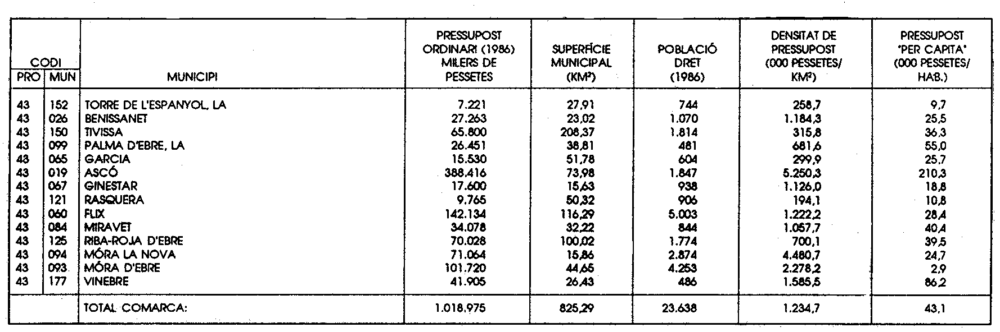 CODI
PRO MUN MUNICIPI PRESSUPOST ORDINARI (1986) MILERS DE PESSETES SUPERFÍCIE MUNICIPAL (KM²) POBLACIÓ DRET (1986) DENSITAT DE PRESSUPOST (000 PESSETES/ KM²) PRESSUPOST "PER CAPITA" (000 PESSETES/ HAB.)
43 152 TORRE DE L'ESPANYOL, LA 7.221 27,91 744 258,7 9,7
43 026 BENISSANET 27.263 23,02 1.070 1.184,3 25,5
43 150 TIVISSA 65.800 208,37 1.814 315,8 36,3
43 099 PALMA D'EBRE, LA 26.451 38,81 481 681,6 55,0
43 065 GARCIA 15.530 51,78 604 299,9 25,7
43 019 ASCÓ 388.416 73,98 1.847 5.250,3 210,3
43 067 GINESTAR 17.600 15,63 938 1.126,0 18,8
43 121 RASQUERA 9.765 50,32 906 194,1 10,8
43 060 FLIX 142.134 116,29 5.003 1.222,2 28,4
43 084 MIRAVET 34.078 32,22 844 1.057,7 40,4
43 125 RIBA-ROJA D'EBRE 70.028 100,02 1.774 700,1 39,5
43 094 MÓRA LA NOVA 71.064 15,86 2.874 4.480,7 24,7
43 093 MÓRA D'EBRE 101.720 44,65 4.253 2.278,2 2,9
43 177 VINEBRE 41.905 26,43 486 1.585,5 86,2
TOTAL COMARCA: 1.018.975 825,29 23.638 1.234,7 43,1